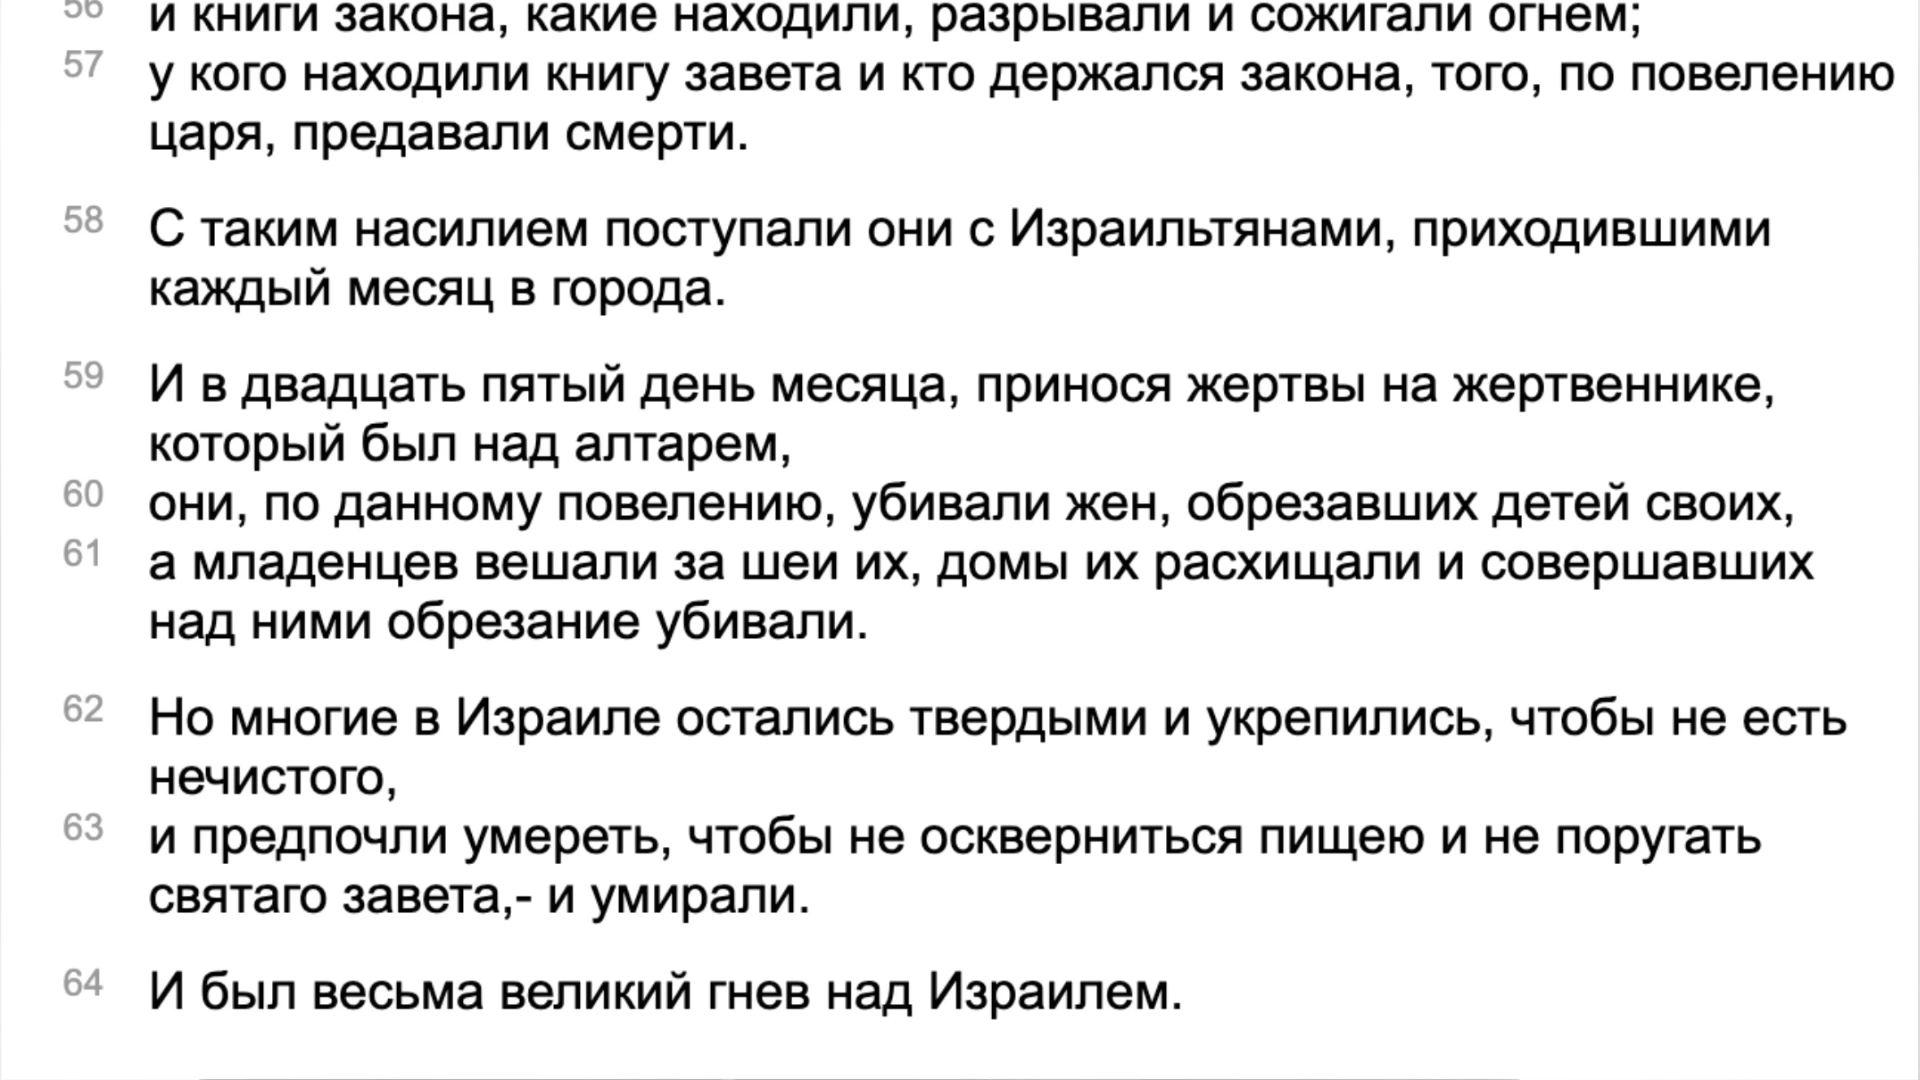 56 и книги закона, какие находили, разрывали и сожигали огнем;
57 у кого находили книгу завета и кто держался закона, того, по повелению
царя, предавали смерти.
58 С таким насилием поступали они с Израильтянами, приходившими
каждый месяц в города.
59 И в двадцать пятый день месяца, принося жертвы на жертвеннике,
который был над алтарем,
60 они, по данному повелению, убивали жен, обрезавших детей своих,
61 а младенцев вешали за шеи их, домы их расхищали и совершавших
над ними обрезание убивали.
62 Но многие в Израиле остались твердыми и укрепились, чтобы не есть
нечистого,
63 и предпочли умереть, чтобы не оскверниться пищею и не поругать
святаго завета,- и умирали.
64 И был весьма великий гнев над Израилем.